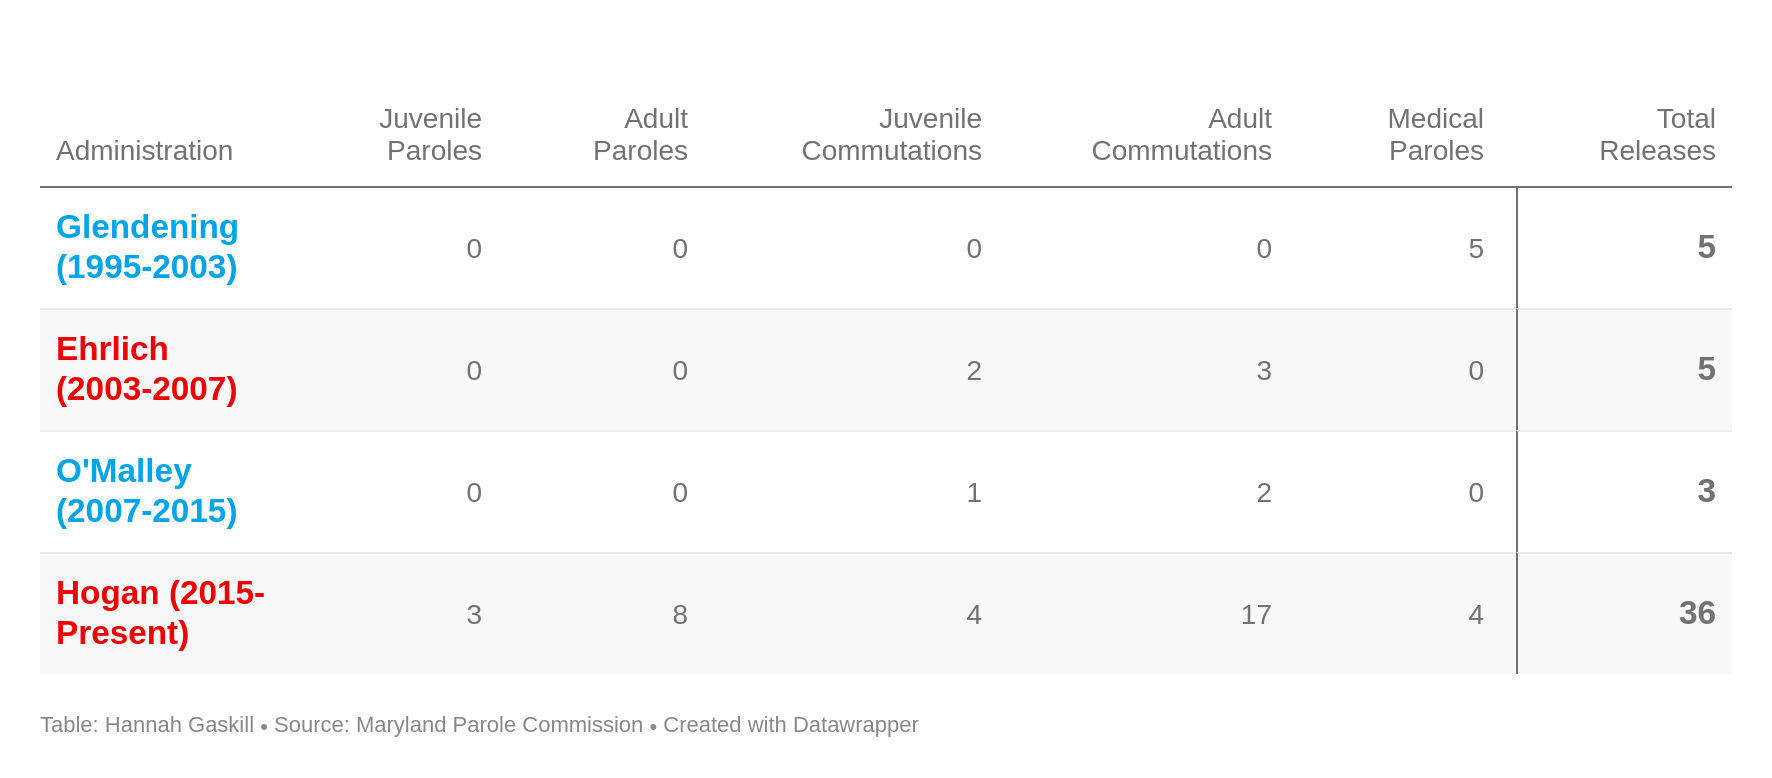 Administration Juvenile Paroles Adult Paroles Juvenile Commutations Adult Commutations Medical Paroles Total Releases
Glendening (1995-2003) 0 0 0 0 5 5
Ehrlich (2003-2007) 0 0 2 3 0 5
O'Malley (2007-2015) 0 0 1 2 0 3
Hogan (2015-Present) 3 8 4 17 4 36
Table: Hannah Gaskill • Source: Maryland Parole Commission • Created with Datawrapper